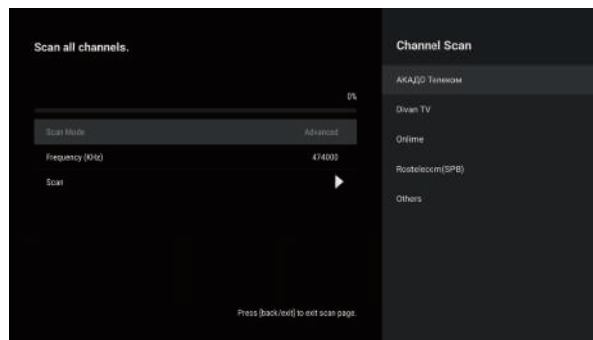 Scan all channels.
0%
Scan Mode Advanced
Frequency (KHz) 474000
Scan
Press [back/exit] to exit scan page.
Channel Scan
АКАДО Телеком
Divan TV
Onlime
Rostelecom(SPB)
Others